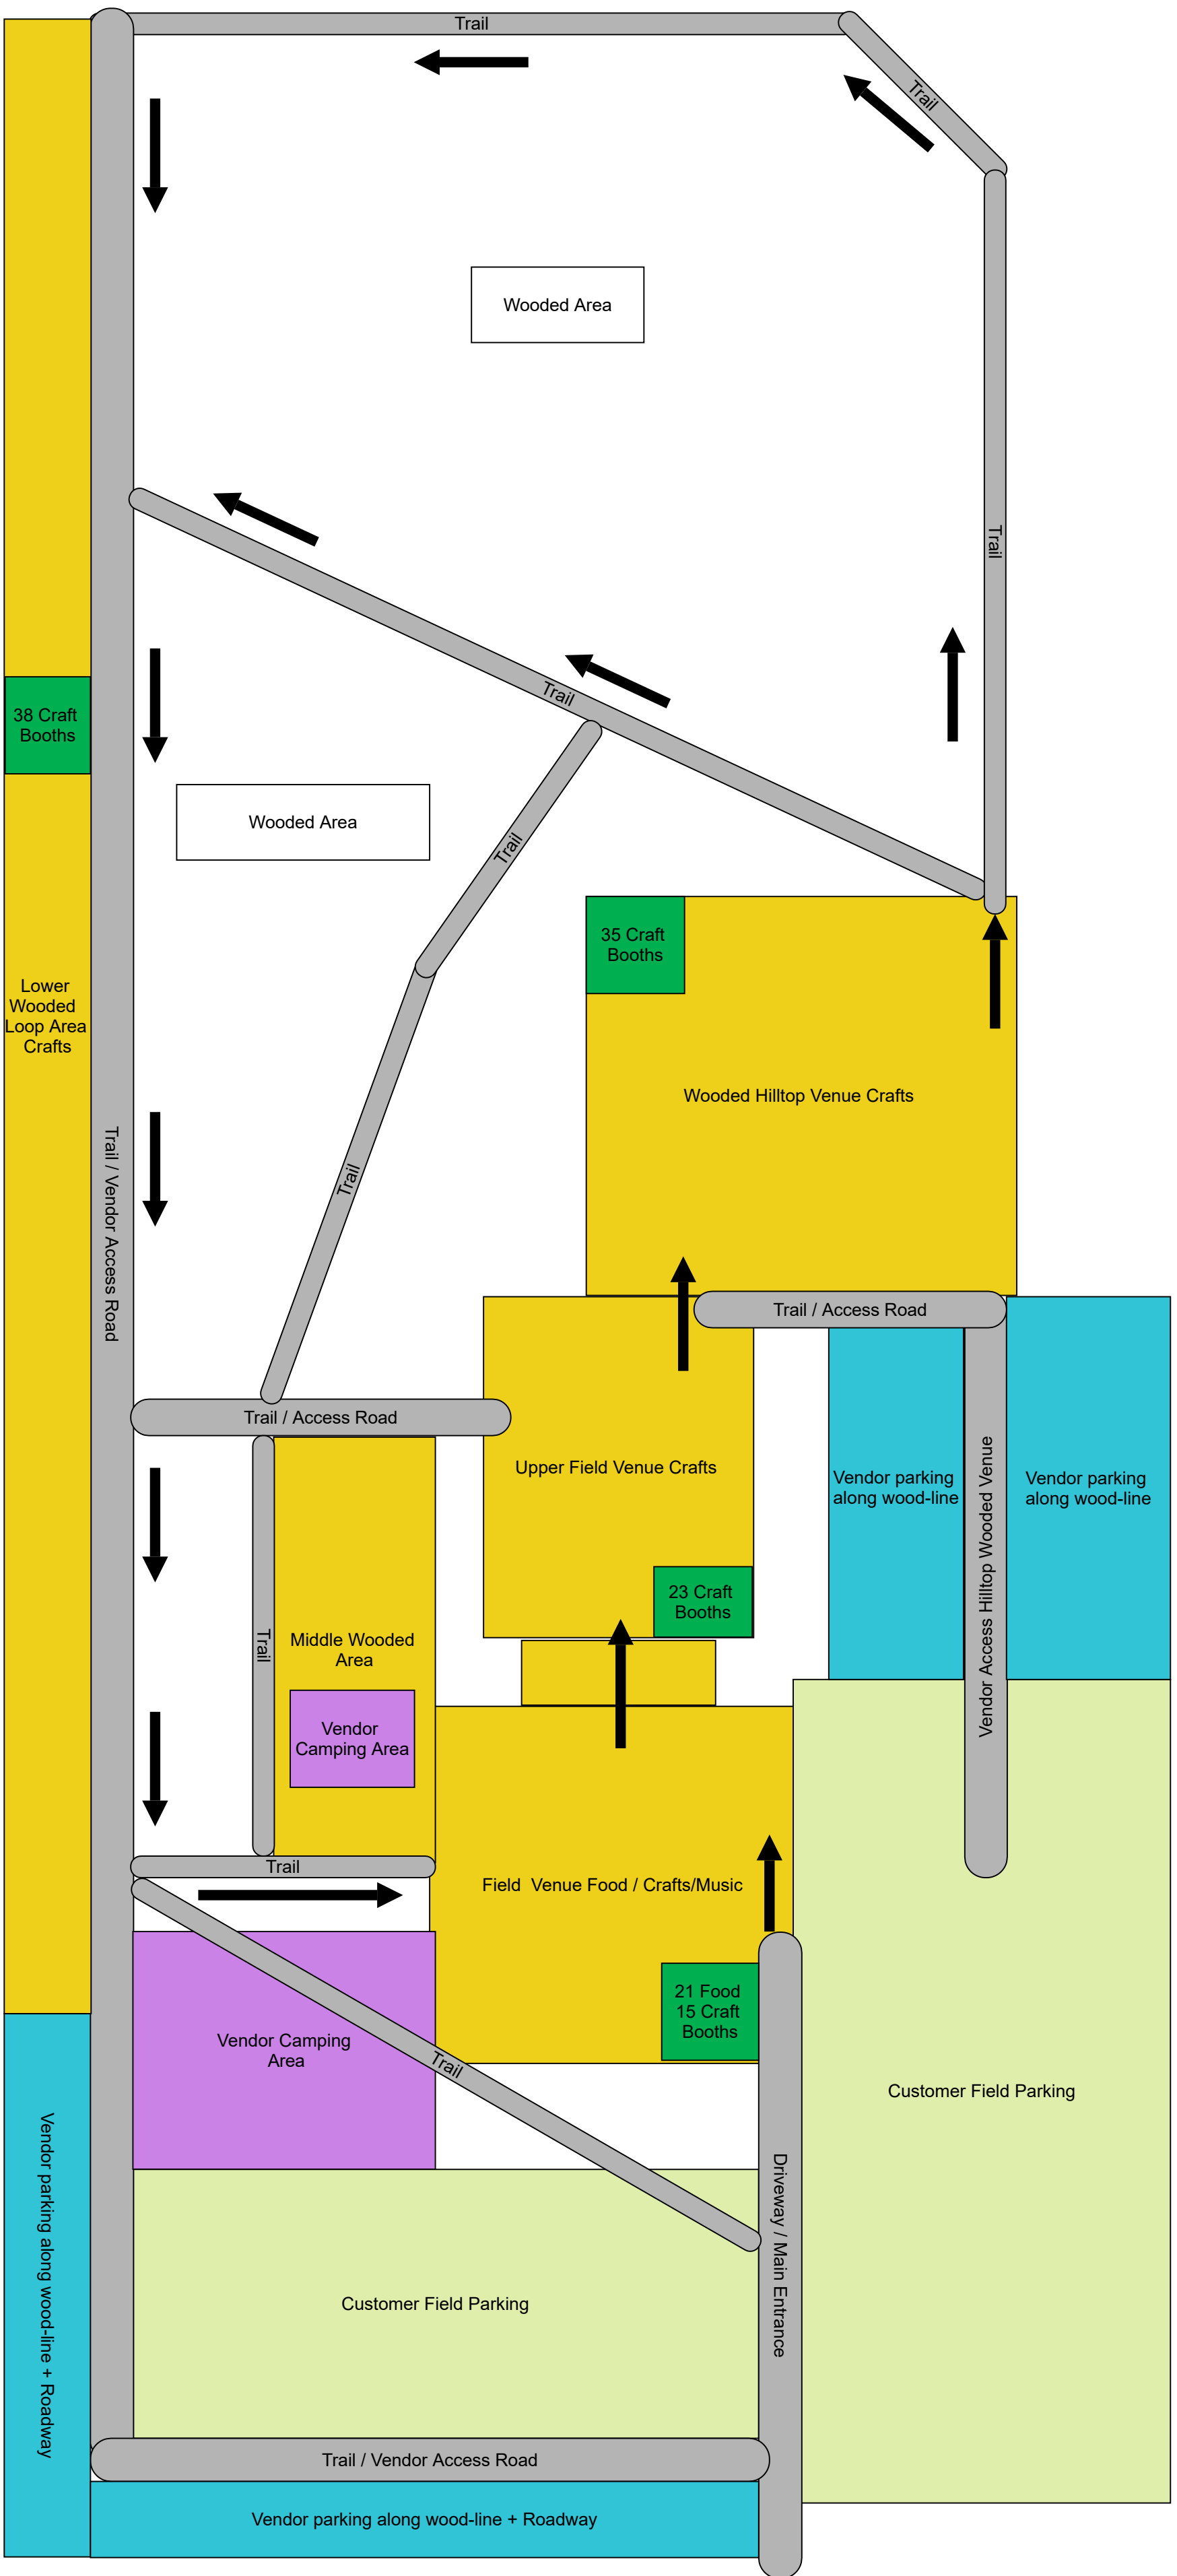 Trail
Trail
Wooded Area
Trail
Trail
38 Craft
Booths
Wooded Area
Trail
35 Craft
Booths
Lower
Wooded
Loop Area
Crafts
Wooded Hilltop Venue Crafts
Trail
Trail / Vendor Access Road
Trail / Access Road
Trail / Access Road
Upper Field Venue Crafts
Vendor parking
along wood-line
Vendor Access Hilltop Wooded Venue
Vendor parking
along wood-line
23 Craft
Booths
Trail
Middle Wooded
Area
Vendor
Camping Area
Trail
Field  Venue Food / Crafts/Music
21 Food
15 Craft
Booths
Vendor Camping
Area
Trail
Customer Field Parking
Driveway / Main Entrance
Vendor parking along wood-line + Roadway
Customer Field Parking
Trail / Vendor Access Road
Vendor parking along wood-line + Roadway